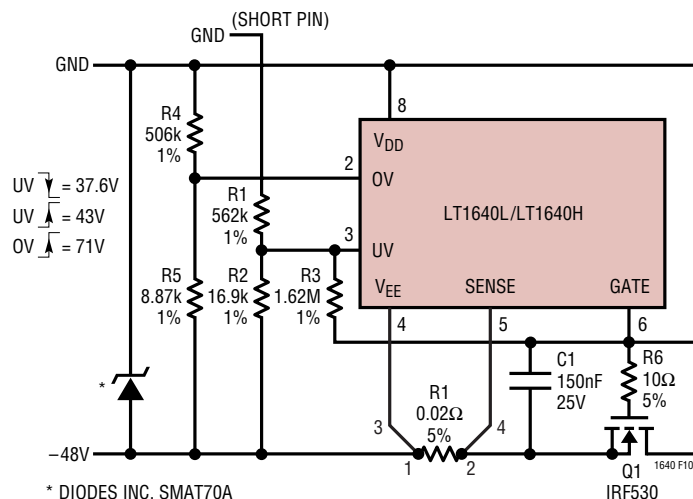 (SHORT PIN)
GND
GND
R4
506k
1%
UV = 37.6V
UV = 43V
OV = 71V
R1
562k
1%
R5
8.87k
1%
R2
16.9k
1%
R3
1.62M
1%
8
VDD
2
OV
LT1640L/LT1640H
3
UV
VEE
SENSE
GATE
4
5
6
C1
150nF
25V
R6
10Ω
5%
R1
0.02Ω
5%
3
4
1
2
*
–48V
Q1
IRF530
1640 F10
* DIODES INC. SMAT70A